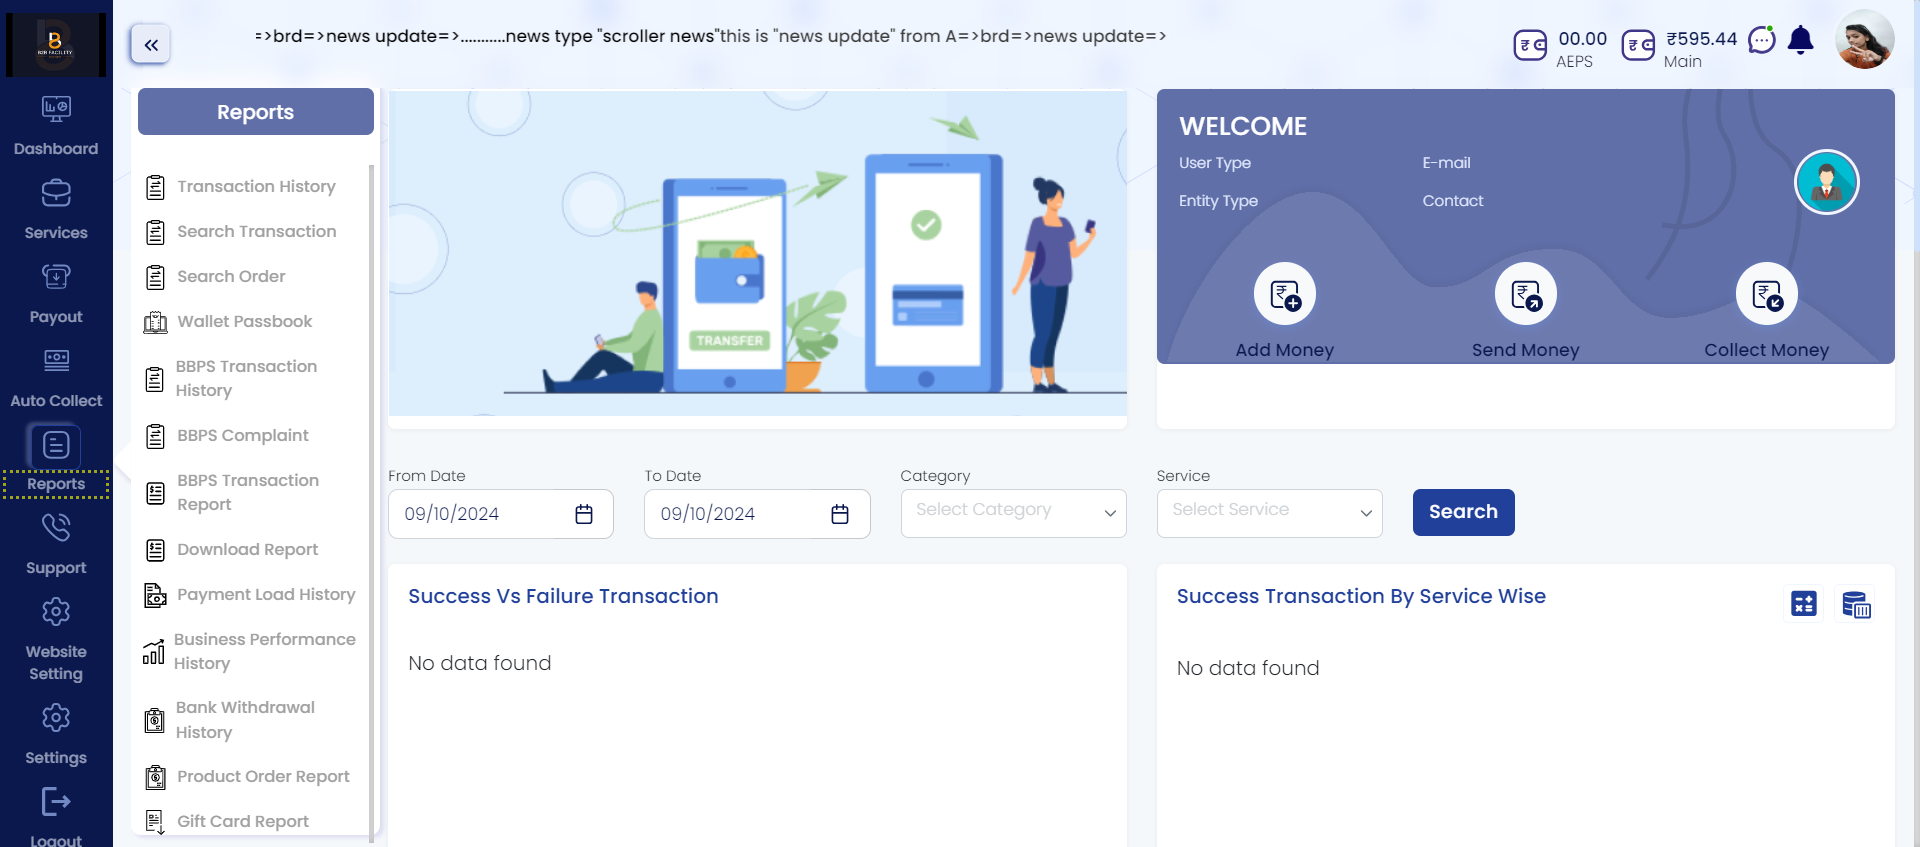 B2B FACILITY
=>brd=>news update=>...........news type "scroller news"this is "news update" from A=>brd=>news update=>
00.00
AEPS
₹595.44
Main
Dashboard
Services
Payout
Auto Collect
Reports
Support
Website
Setting
Settings
Logout
Reports
Transaction History
Search Transaction
Search Order
Wallet Passbook
BBPS Transaction
History
BBPS Complaint
BBPS Transaction
Report
Download Report
Payment Load History
Business Performance
History
Bank Withdrawal
History
Product Order Report
Gift Card Report
TRANSFER
WELCOME
User Type
E-mail
Entity Type
Contact
Add Money
Send Money
Collect Money
From Date
To Date
Category
Service
09/10/2024
09/10/2024
Select Category
Select Service
Search
Success Vs Failure Transaction
No data found
Success Transaction By Service Wise
No data found